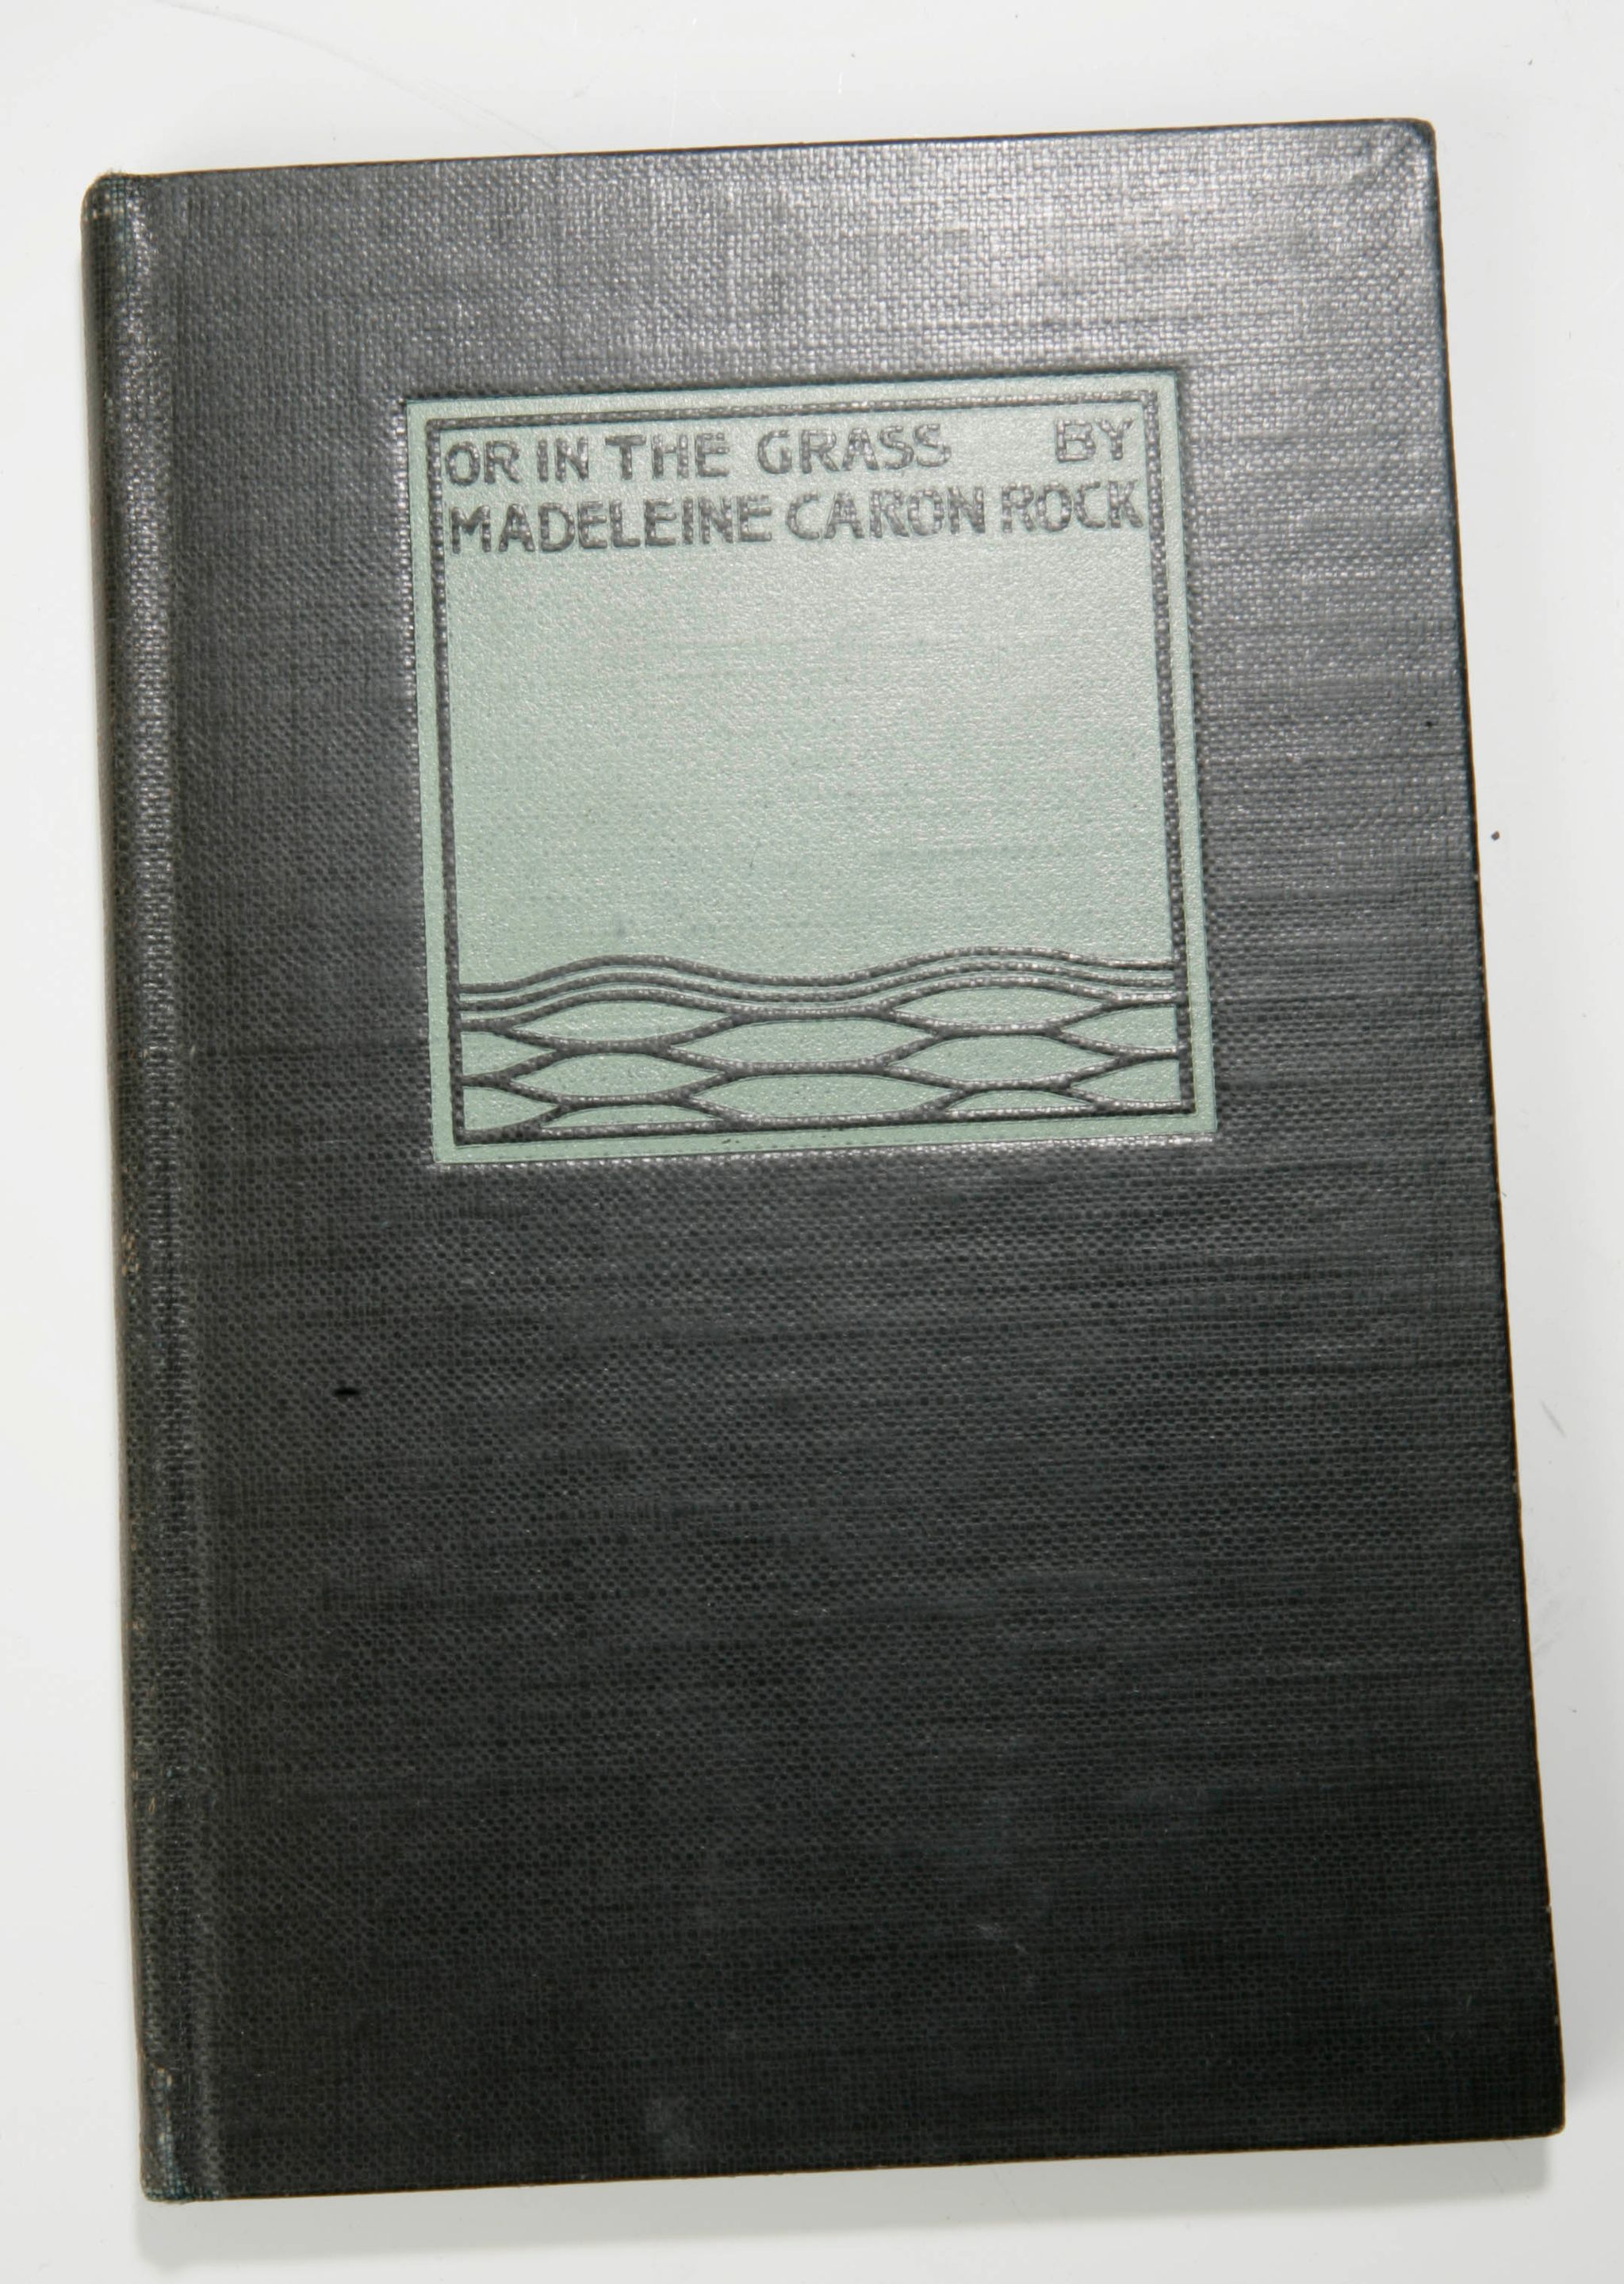 OR IN THE GRASS BY
MADELEINE CARON ROCK